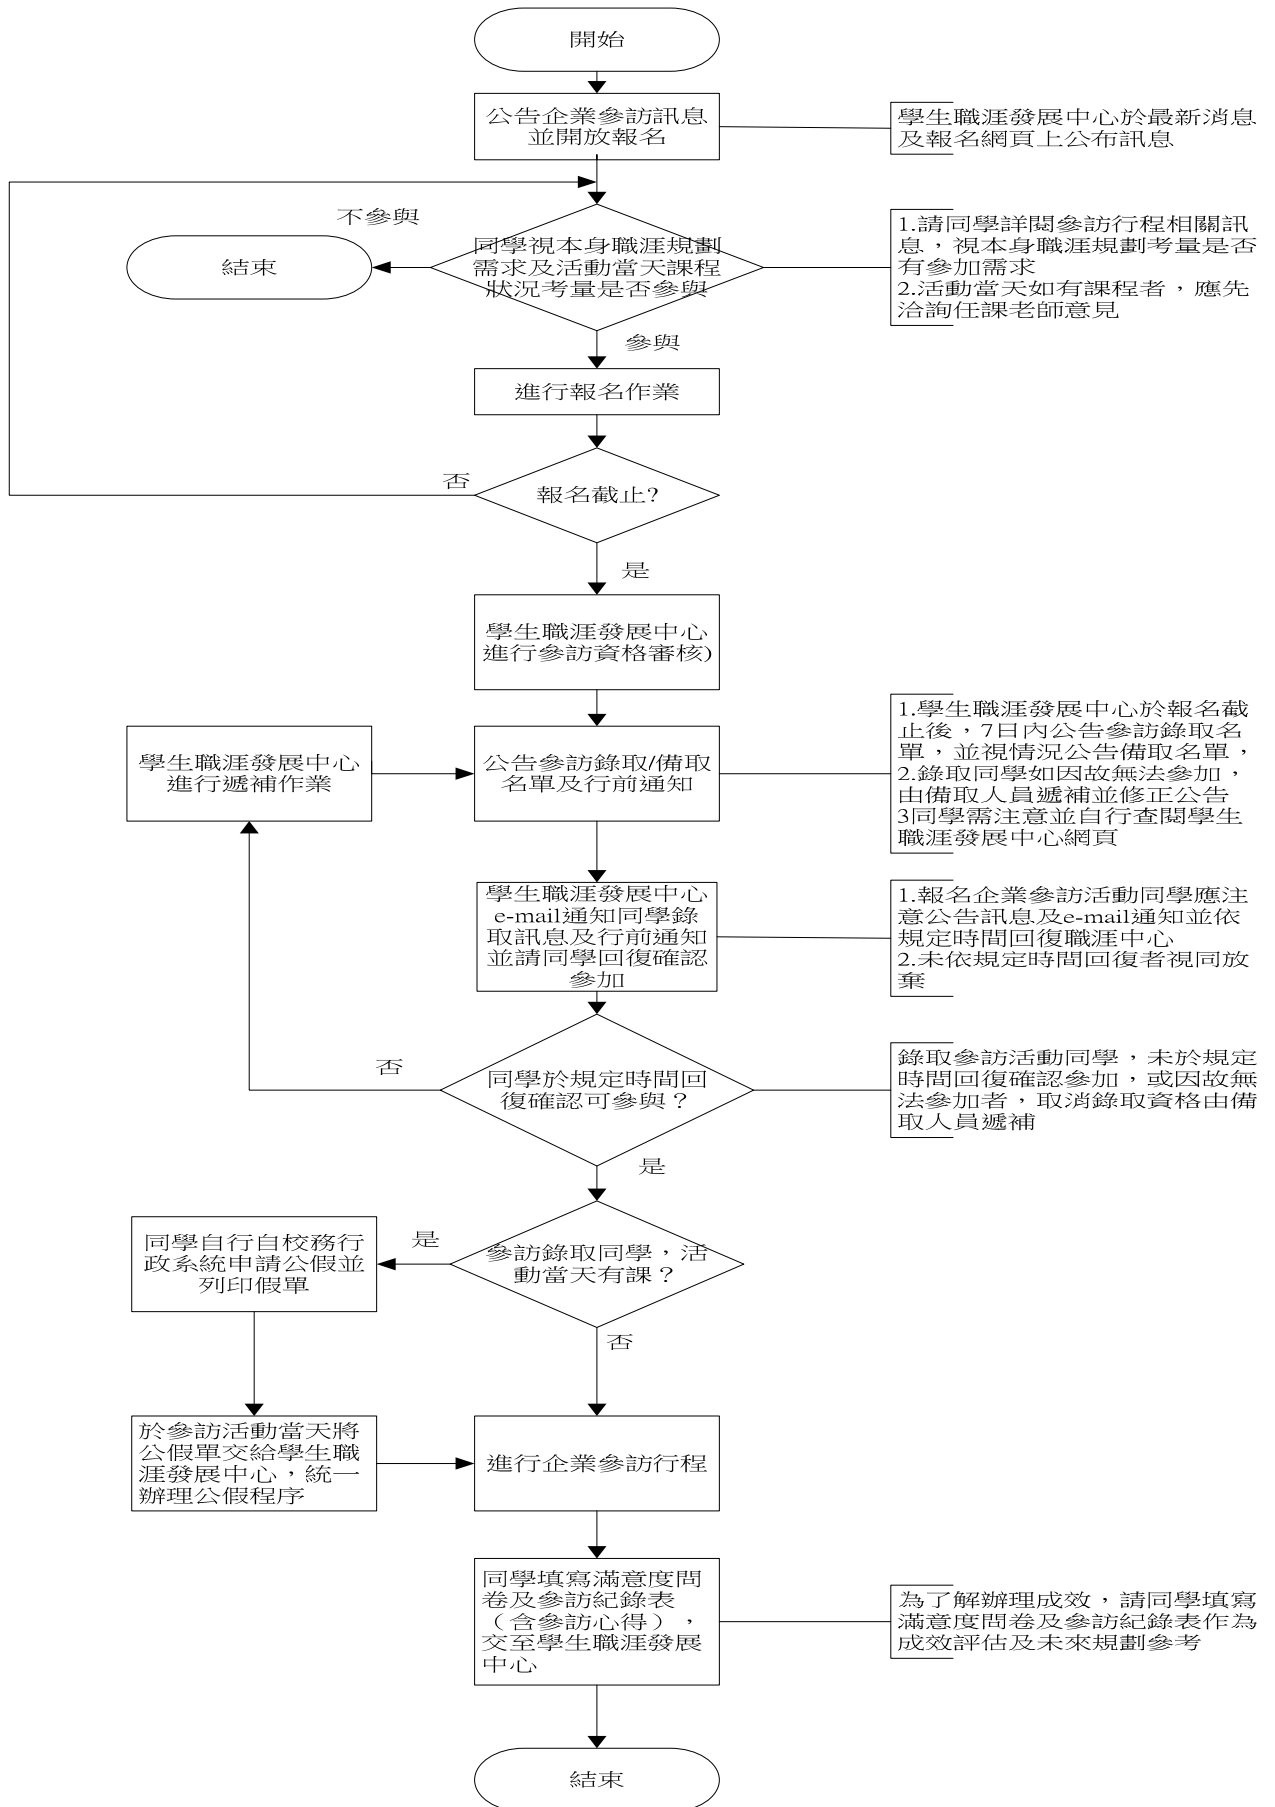 開始
公告企業參訪訊息
並開放報名
學生職涯發展中心於最新消息
及報名網頁上公布訊息
不參與
結束
同學視本身職涯規劃
需求及活動當天課程
狀況考量是否參與
1.請同學詳閱參訪行程相關訊
息，視本身職涯規劃考量是否
有參加需求
2.活動當天如有課程者，應先
洽詢任課老師意見
參與
進行報名作業
否
報名截止?
是
學生職涯發展中心
進行參訪資格審核)
學生職涯發展中心
進行遞補作業
公告參訪錄取/備取
名單及行前通知
1.學生職涯發展中心於報名截
止後，7日內公告參訪錄取名
單，並視情況公告備取名單，
2.錄取同學如因故無法參加，
由備取人員遞補並修正公告
3同學需注意並自行查閱學生
職涯發展中心網頁
學生職涯發展中心
e-mail通知同學錄
取訊息及行前通知
並請同學回復確認
參加
1.報名企業參訪活動同學應注
意公告訊息及e-mail通知並依
規定時間回復職涯中心
2.未依規定時間回復者視同放
棄
否
同學於規定時間回
復確認可參與？
錄取參訪活動同學，未於規定
時間回復確認參加，或因故無
法參加者，取消錄取資格由備
取人員遞補
是
同學自行自校務行
政系統申請公假並
列印假單
是
參訪錄取同學，活
動當天有課？
否
於參訪活動當天將
公假單交給學生職
涯發展中心，統一
辦理公假程序
進行企業參訪行程
同學填寫滿意度問
卷及參訪紀錄表
（含參訪心得），
交至學生職涯發展
中心
為了解辦理成效，請同學填寫
滿意度問卷及參訪紀錄表作為
成效評估及未來規劃參考
結束